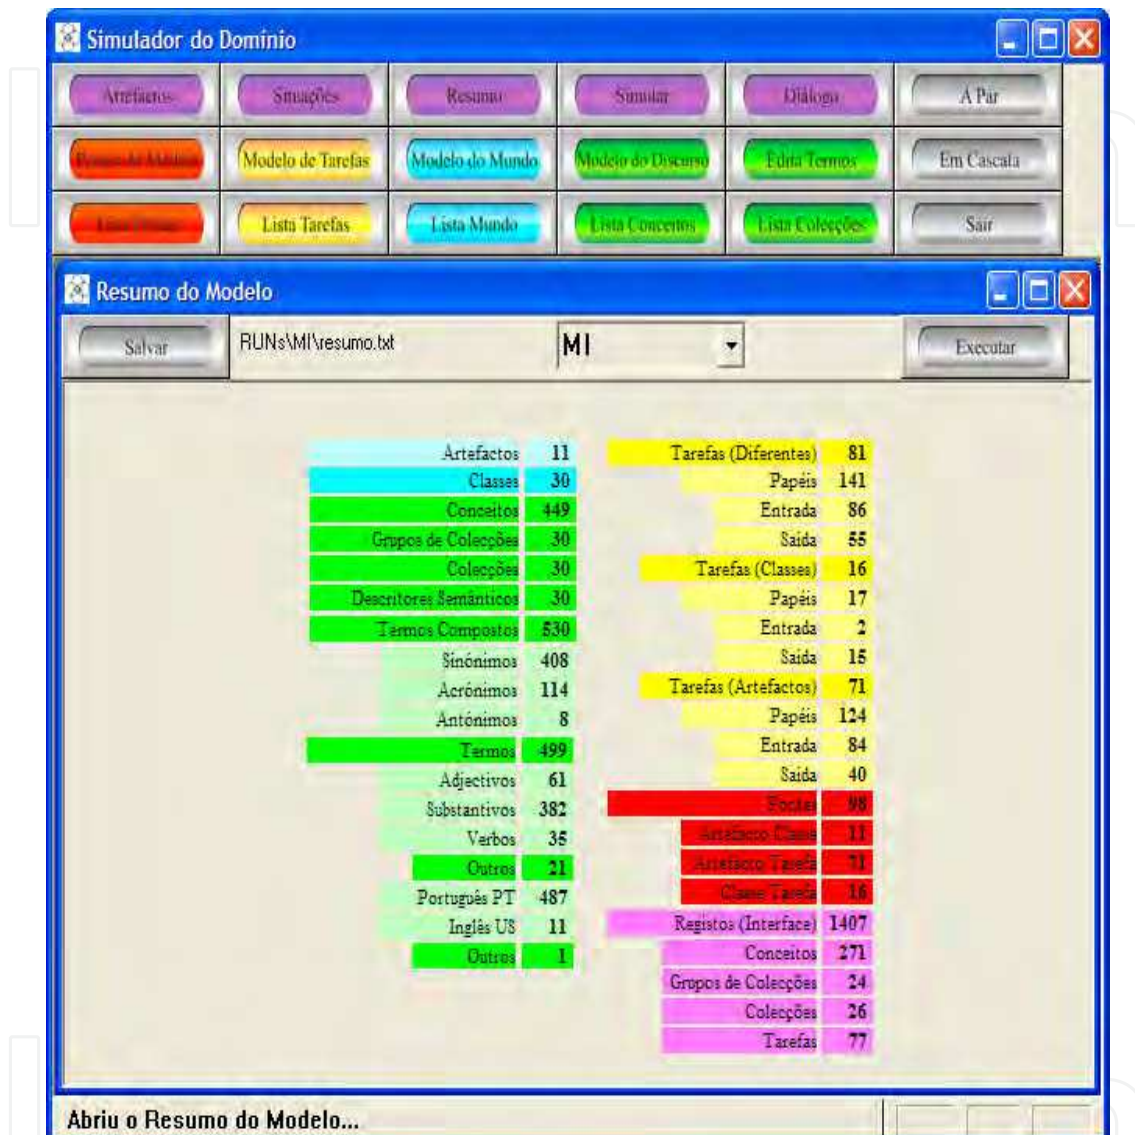 Simulador do Domínio
Artefactos Situações Resumo Simular Diálogo A Par
Modelo de Tarefas Modelo do Mundo Modelo do Discurso Edita Termos Em Cascata
Lista Tarefas Lista Mundo Lista Conceitos Lista Colecções Sair
Resumo do Modelo
Salvar RUNs\MI\resumo.txt MI Executar
Artefactos 11 Tarefas (Diferentes) 81
Classes 30 Papéis 141
Conceitos 449 Entrada 86
Grupos de Colecções 30 Saída 55
Colecções 30 Tarefas (Classes) 16
Descritores Semânticos 30 Papéis 17
Termos Compostos 530 Entrada 2
Sinónimos 408 Saída 15
Acrónimos 114 Tarefas (Artefactos) 71
Antónimos 8 Papéis 124
Termos 499 Entrada 84
Adjectivos 61 Saída 40
Substantivos 382 Pontes 98
Verbos 35 Artefacto Classe 11
Outros 21 Artefacto Tarefa 71
Português PT 487 Classe Tarefa 16
Inglês US 11 Registos (Interface) 1407
Outros 1 Conceitos 271
Grupos de Colecções 24
Colecções 26
Tarefas 77
Abriu o Resumo do Modelo...